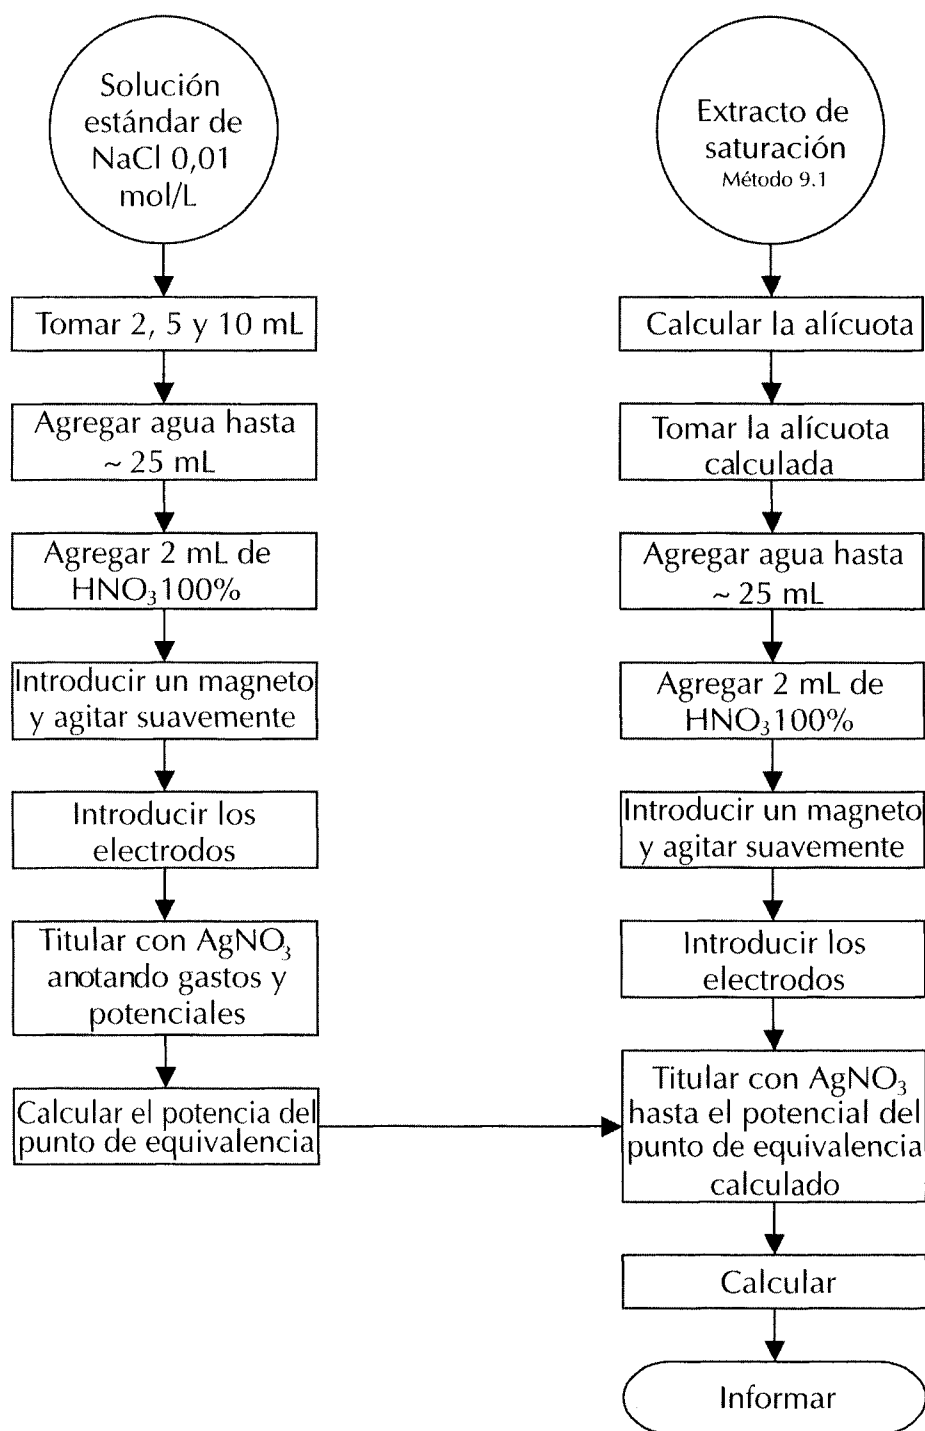 Solución
estándar de
NaCl 0,01
mol/L
Tomar 2, 5 y 10 mL
Agregar agua hasta
~ 25 mL
Agregar 2 mL de
HNO₃ 100%
Introducir un magneto
y agitar suavemente
Introducir los
electrodos
Titular con AgNO₃
anotando gastos y
potenciales
Calcular el potencia del
punto de equivalencia
Extracto de
saturación
Método 9.1
Calcular la alícuota
Tomar la alícuota
calculada
Agregar agua hasta
~ 25 mL
Agregar 2 mL de
HNO₃ 100%
Introducir un magneto
y agitar suavemente
Introducir los
electrodos
Titular con AgNO₃
hasta el potencial del
punto de equivalencia
calculado
Calcular
Informar